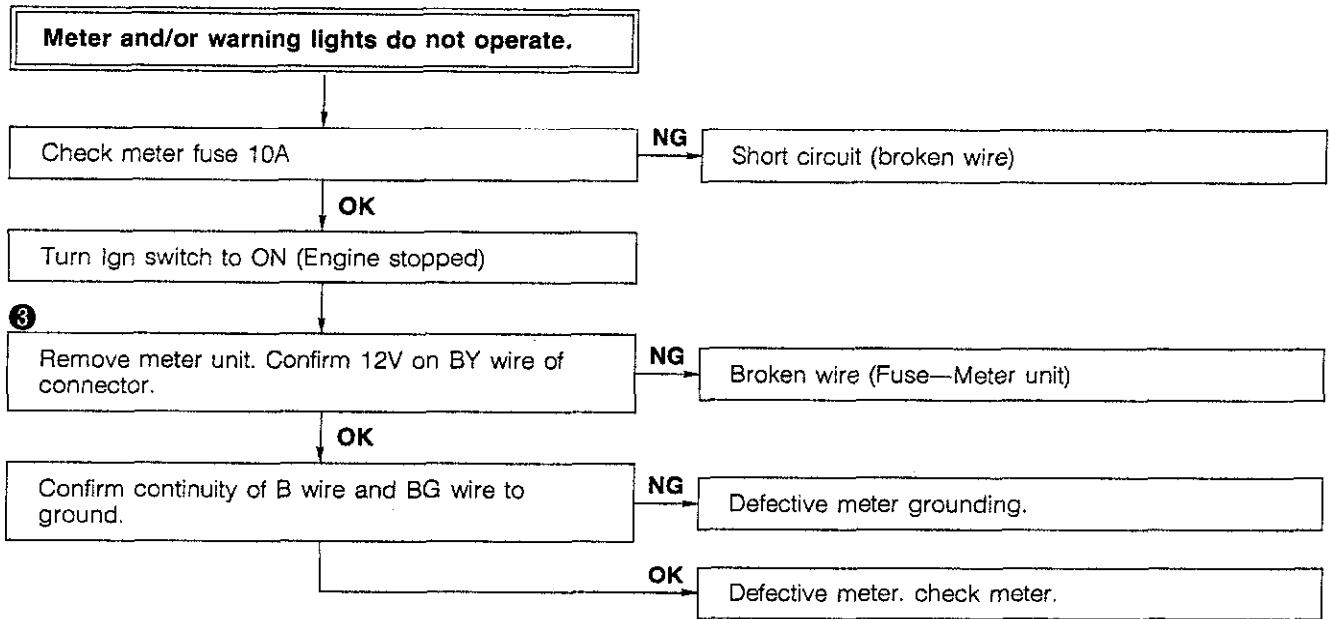 Meter and/or warning lights do not operate.
Check meter fuse 10A
NG
Short circuit (broken wire)
OK
Turn Ign switch to ON (Engine stopped)
❸
Remove meter unit. Confirm 12V on BY wire of
connector.
NG
Broken wire (Fuse—Meter unit)
OK
Confirm continuity of B wire and BG wire to
ground.
NG
Defective meter grounding.
OK
Defective meter. check meter.